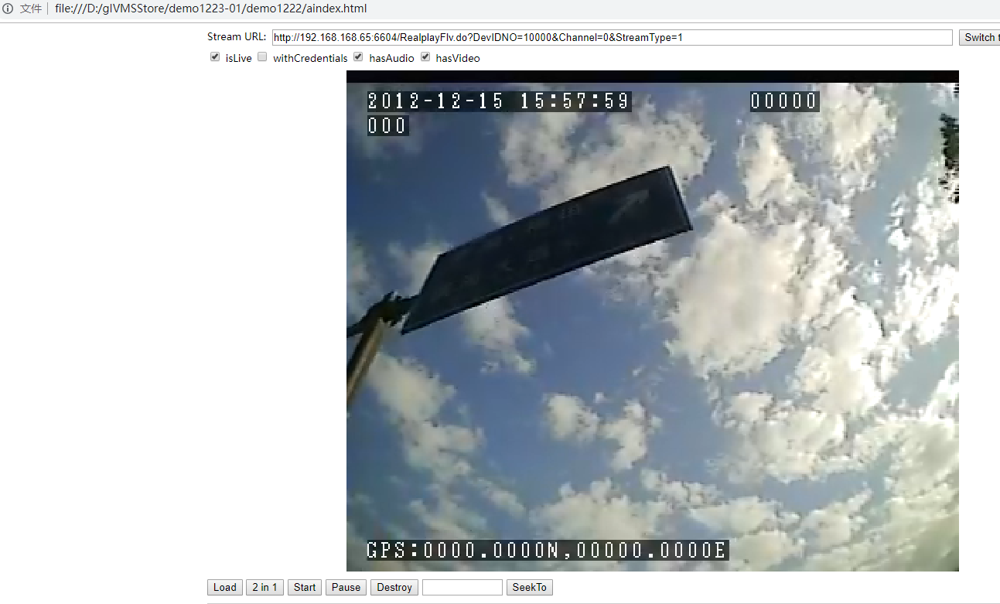 文件 file:///D:/gIVMSStore/demo1223-01/demo1222/aindex.html
Stream URL: http://192.168.168.65:6604/RealplayFlv.do?DevIDNO=10000&Channel=0&StreamType=1 Switch t
isLive withCredentials hasAudio hasVideo
2012-12-15 15:57:59 00000
000
GPS:0000.0000N,00000.0000E
Load 2 in 1 Start Pause Destroy SeekTo